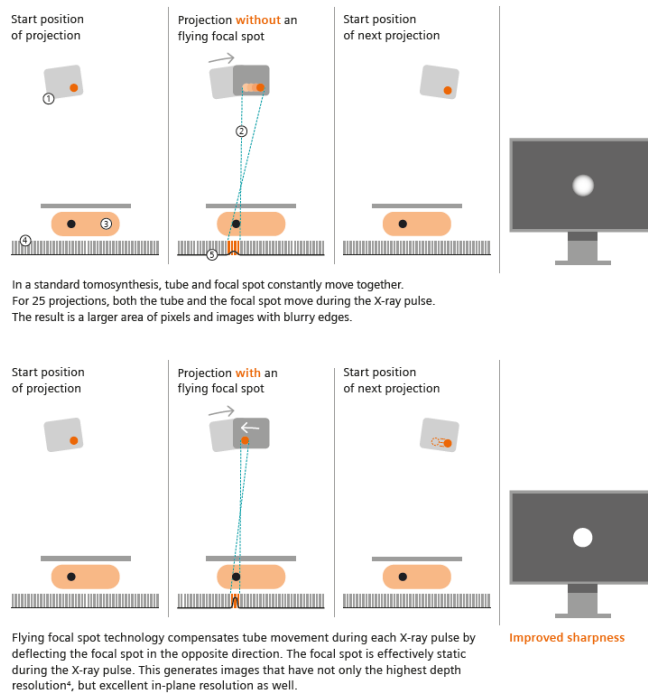 Start position
of projection
Projection without an
flying focal spot
Start position
of next projection
1
2
3
4
5
In a standard tomosynthesis, tube and focal spot constantly move together.
For 25 projections, both the tube and the focal spot move during the X-ray pulse.
The result is a larger area of pixels and images with blurry edges.
Start position
of projection
Projection with an
flying focal spot
Start position
of next projection
Flying focal spot technology compensates tube movement during each X-ray pulse by
deflecting the focal spot in the opposite direction. The focal spot is effectively static
during the X-ray pulse. This generates images that have not only the highest depth
resolution⁴, but excellent in-plane resolution as well.
Improved sharpness